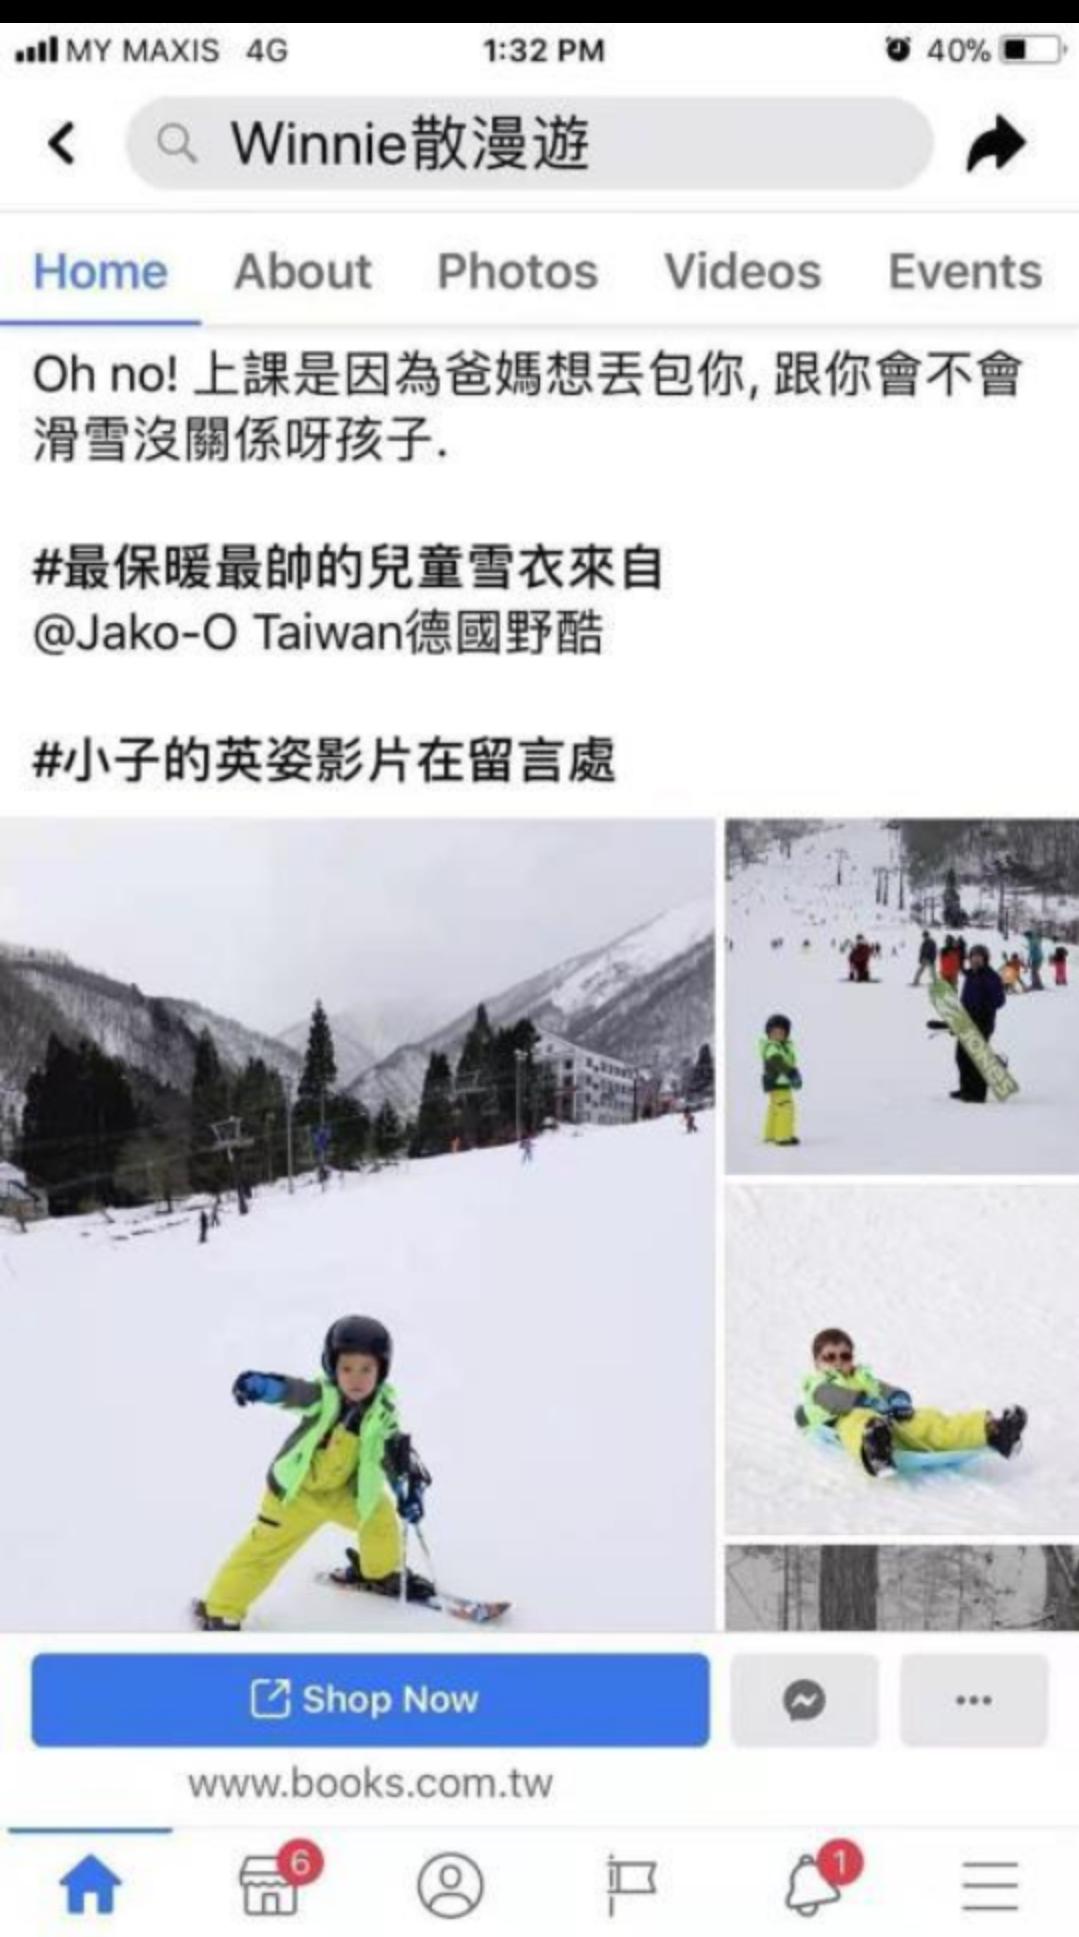 MY MAXIS 4G 1:32 PM 40%
Winnie散漫遊
Home About Photos Videos Events
Oh no! 上課是因為爸媽想丟包你, 跟你會不會
滑雪沒關係呀孩子.
#最保暖最帥的兒童雪衣來自
@Jako-O Taiwan德國野酷
#小子的英姿影片在留言處
YONEX
Shop Now
www.books.com.tw
6 1